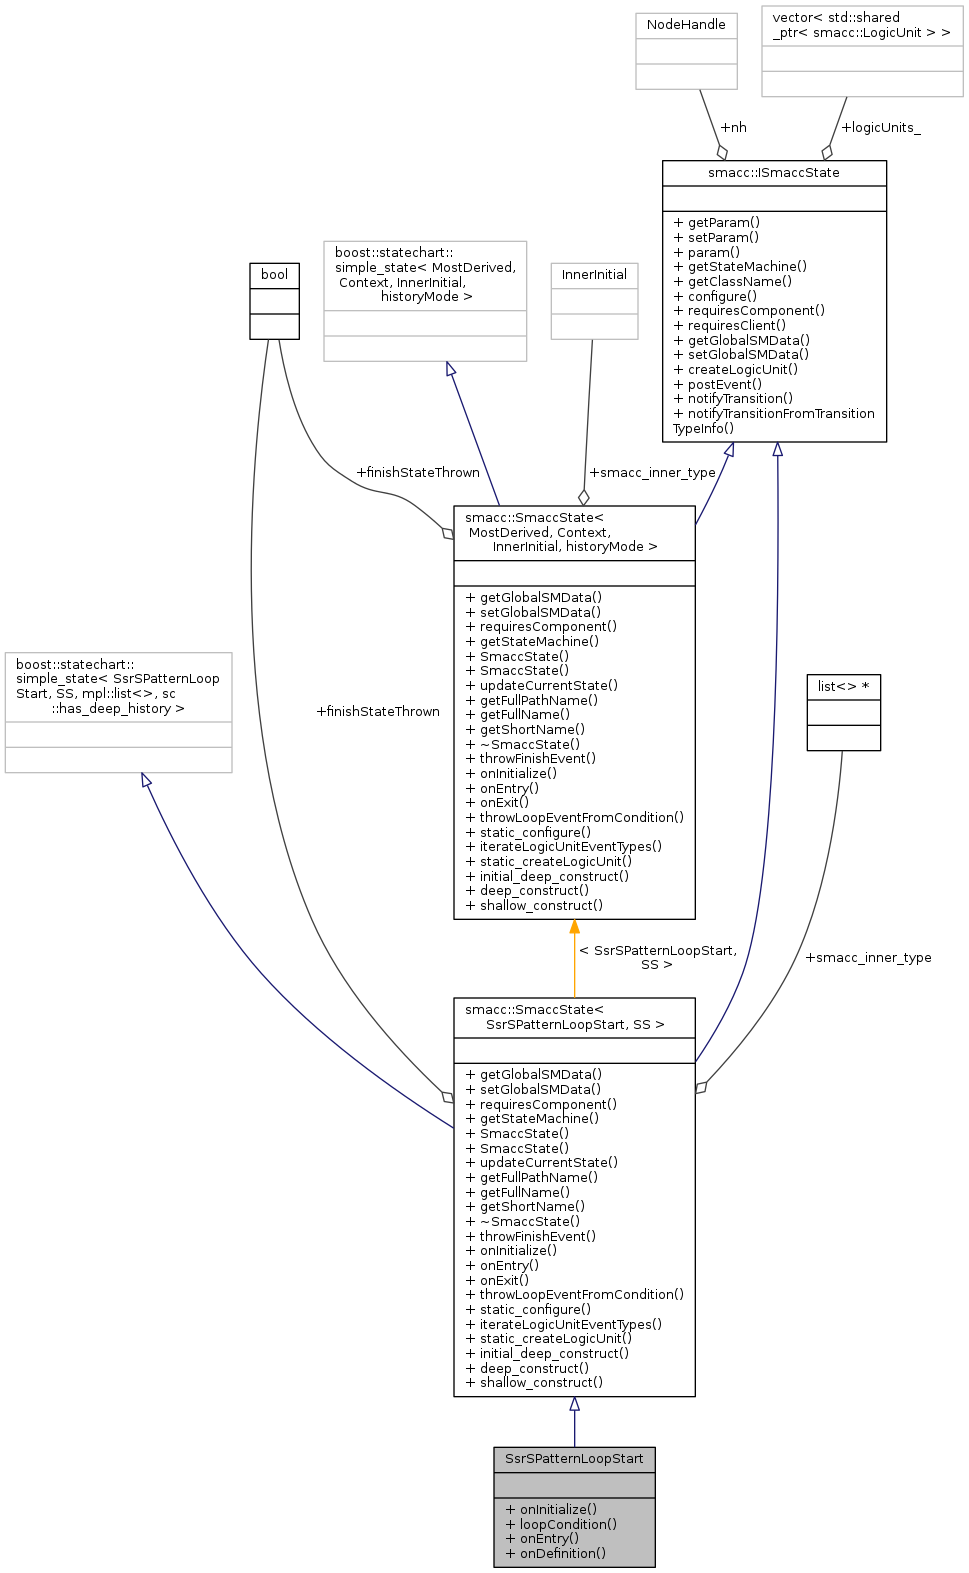 NodeHandle
vector< std::shared
_ptr< smacc::LogicUnit > >
+nh
+logicUnits_
smacc::ISmaccState
+ getParam()
+ setParam()
+ param()
+ getStateMachine()
+ getClassName()
+ configure()
+ requiresComponent()
+ requiresClient()
+ getGlobalSMData()
+ setGlobalSMData()
+ createLogicUnit()
+ postEvent()
+ notifyTransition()
+ notifyTransitionFromTransition
TypeInfo()
bool
boost::statechart::
simple_state< MostDerived,
Context, InnerInitial,
historyMode >
InnerInitial
+finishStateThrown
+smacc_inner_type
smacc::SmaccState<
MostDerived, Context,
InnerInitial, historyMode >
+ getGlobalSMData()
+ setGlobalSMData()
+ requiresComponent()
+ getStateMachine()
+ SmaccState()
+ SmaccState()
+ updateCurrentState()
+ getFullPathName()
+ getFullName()
+ getShortName()
+ ~SmaccState()
+ throwFinishEvent()
+ onInitialize()
+ onEntry()
+ onExit()
+ throwLoopEventFromCondition()
+ static_configure()
+ iterateLogicUnitEventTypes()
+ static_createLogicUnit()
+ initial_deep_construct()
+ deep_construct()
+ shallow_construct()
boost::statechart::
simple_state< SsrSPatternLoop
Start, SS, mpl::list<>, sc
::has_deep_history >
+finishStateThrown
list<> *
< SsrSPatternLoopStart,
SS >
+smacc_inner_type
smacc::SmaccState<
SsrSPatternLoopStart, SS >
+ getGlobalSMData()
+ setGlobalSMData()
+ requiresComponent()
+ getStateMachine()
+ SmaccState()
+ SmaccState()
+ updateCurrentState()
+ getFullPathName()
+ getFullName()
+ getShortName()
+ ~SmaccState()
+ throwFinishEvent()
+ onInitialize()
+ onEntry()
+ onExit()
+ throwLoopEventFromCondition()
+ static_configure()
+ iterateLogicUnitEventTypes()
+ static_createLogicUnit()
+ initial_deep_construct()
+ deep_construct()
+ shallow_construct()
SsrSPatternLoopStart
+ onInitialize()
+ loopCondition()
+ onEntry()
+ onDefinition()